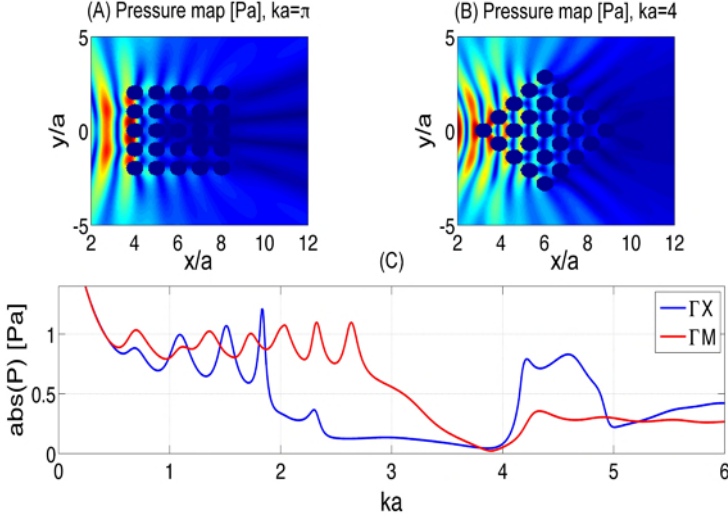 (A) Pressure map [Pa], ka=π
(B) Pressure map [Pa], ka=4
5
0
-5
y/a
2 4 6 8 10 12
x/a
5
0
-5
y/a
2 4 6 8 10 12
x/a
(C)
abs(P) [Pa]
1
0.5
0
ΓX
ΓM
0 1 2 3 4 5 6
ka